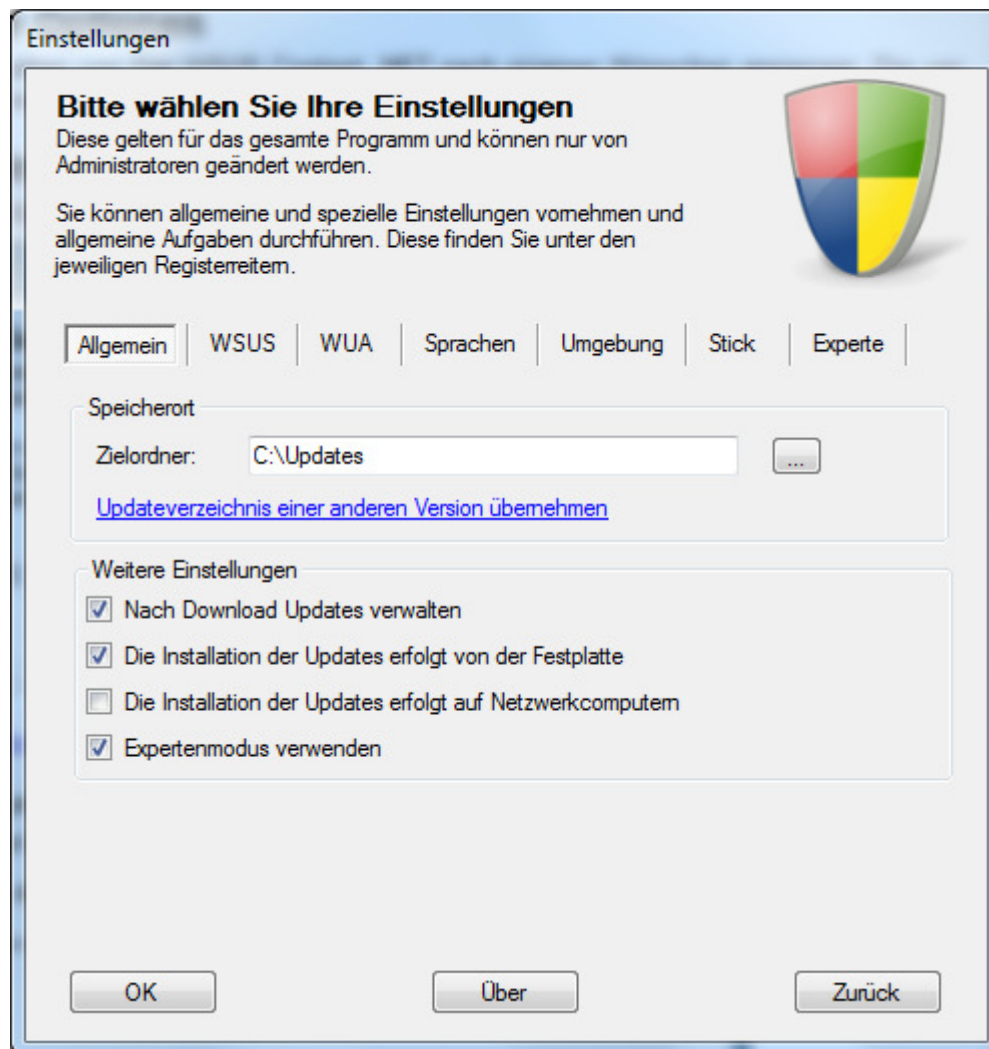 Einstellungen
Bitte wählen Sie Ihre Einstellungen
Diese gelten für das gesamte Programm und können nur von
Administratoren geändert werden.
Sie können allgemeine und spezielle Einstellungen vornehmen und
allgemeine Aufgaben durchführen. Diese finden Sie unter den
jeweiligen Registerreitern.
Allgemein WSUS WUA Sprachen Umgebung Stick Experte
Speicherort
Zielordner: C:\Updates ...
Updateverzeichnis einer anderen Version übernehmen
Weitere Einstellungen
Nach Download Updates verwalten
Die Installation der Updates erfolgt von der Festplatte
Die Installation der Updates erfolgt auf Netzwerkcomputern
Expertenmodus verwenden
OK Über Zurück